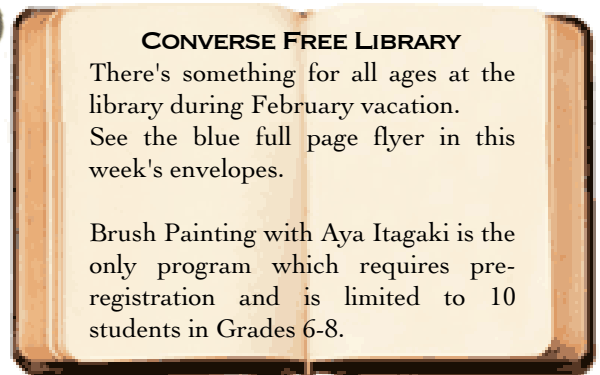 Converse Free Library
There's something for all ages at the
library during February vacation.
See the blue full page flyer in this
week's envelopes.
Brush Painting with Aya Itagaki is the
only program which requires pre-
registration and is limited to 10
students in Grades 6-8.